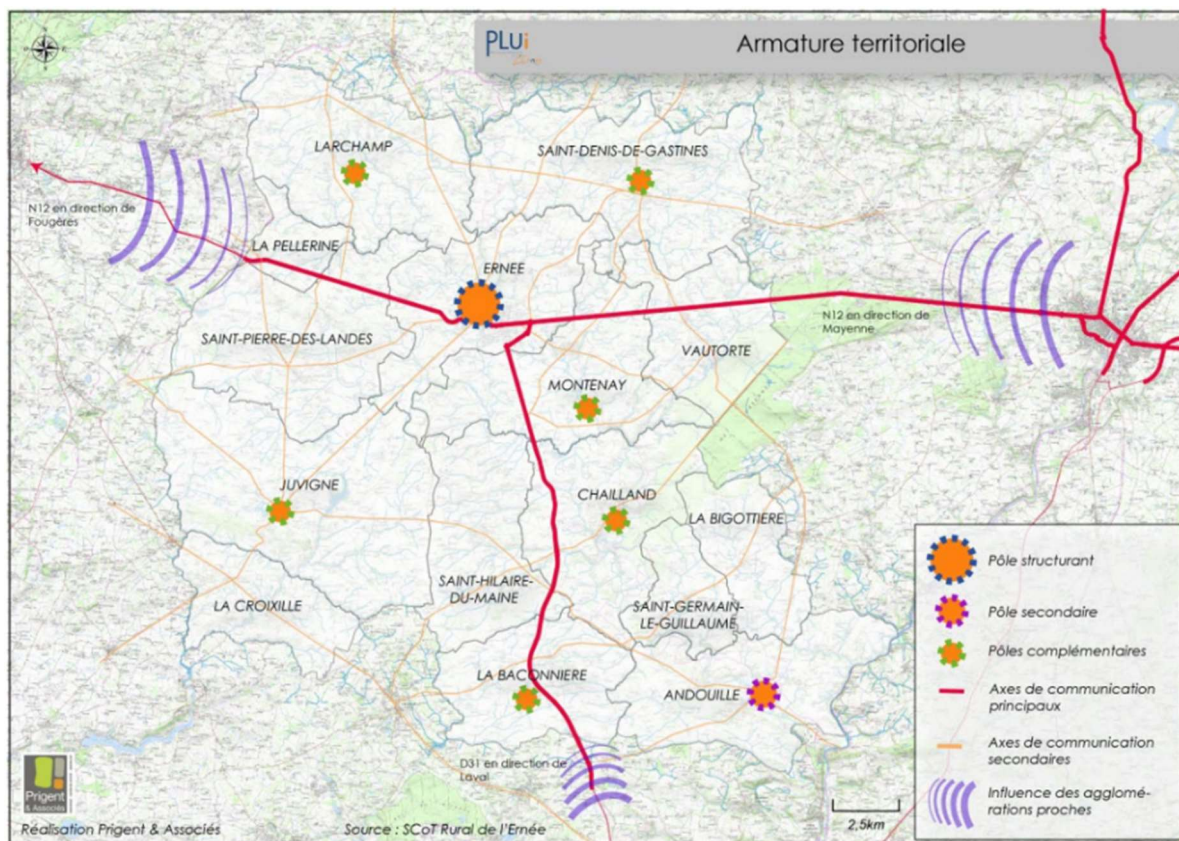 PLUi
Armature territoriale
LARCHAMP
SAINT-DENIS-DE-GASTINES
N12 en direction de
Fougères
LA PELLERINE
ERNEE
N12 en direction de
Mayenne
SAINT-PIERRE-DES-LANDES
VAUTORTE
MONTENAY
JUVIGNE
CHAILLAND
LA BIGOTTIERE
SAINT-HILAIRE-
DU-MAINE
LA CROIXILLE
SAINT-GERMAIN-
LE-GUILLAUME
LA BACONNIERE
ANDOUILLE
D31 en direction de
Laval
Pôle structurant
Pôle secondaire
Pôles complémentaires
Axes de communication
principaux
Axes de communication
secondaires
Influence des agglomé-
rations proches
2,5km
Prigent
& Associés
Réalisation Prigent & Associés
Source : SCoT Rural de l'Ernée